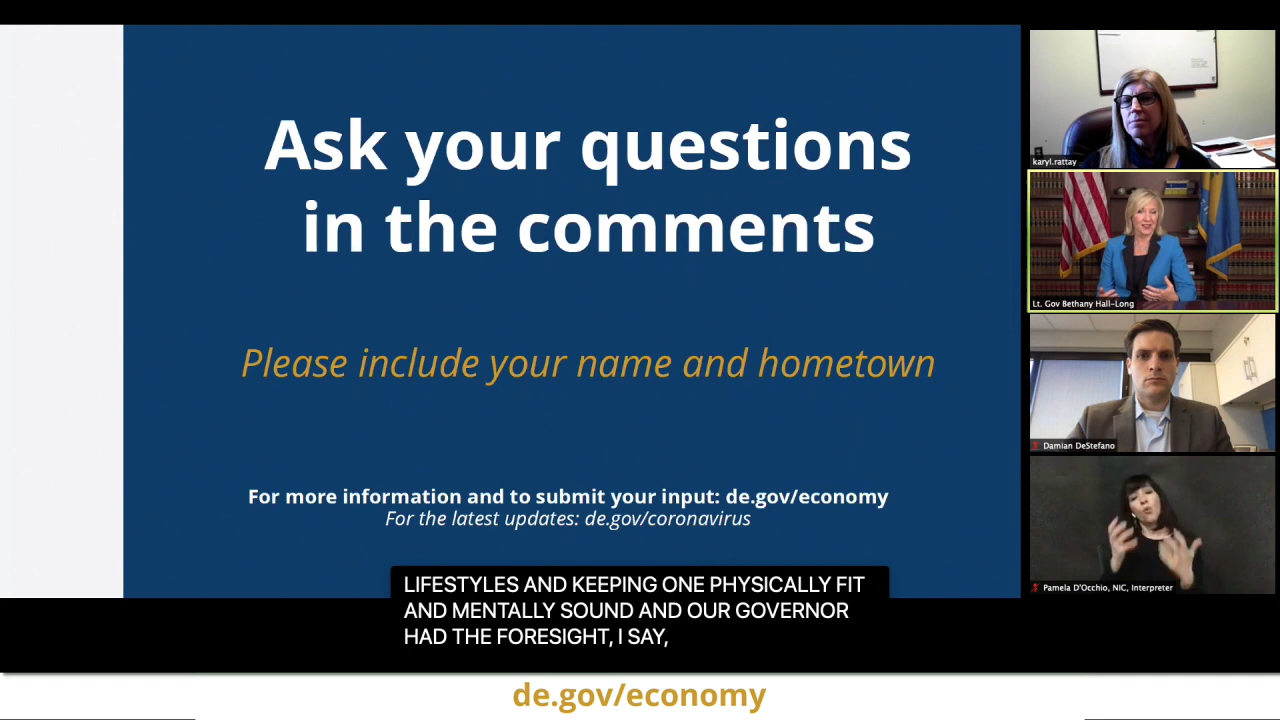 Ask your questions
in the comments
Please include your name and hometown
For more information and to submit your input: de.gov/economy
For the latest updates: de.gov/coronavirus
karyl.rattay
Lt. Gov Bethany Hall-Long
Damian DeStefano
Pamela D'Occhio, NIC, Interpreter
LIFESTYLES AND KEEPING ONE PHYSICALLY FIT
AND MENTALLY SOUND AND OUR GOVERNOR
HAD THE FORESIGHT, I SAY,
de.gov/economy